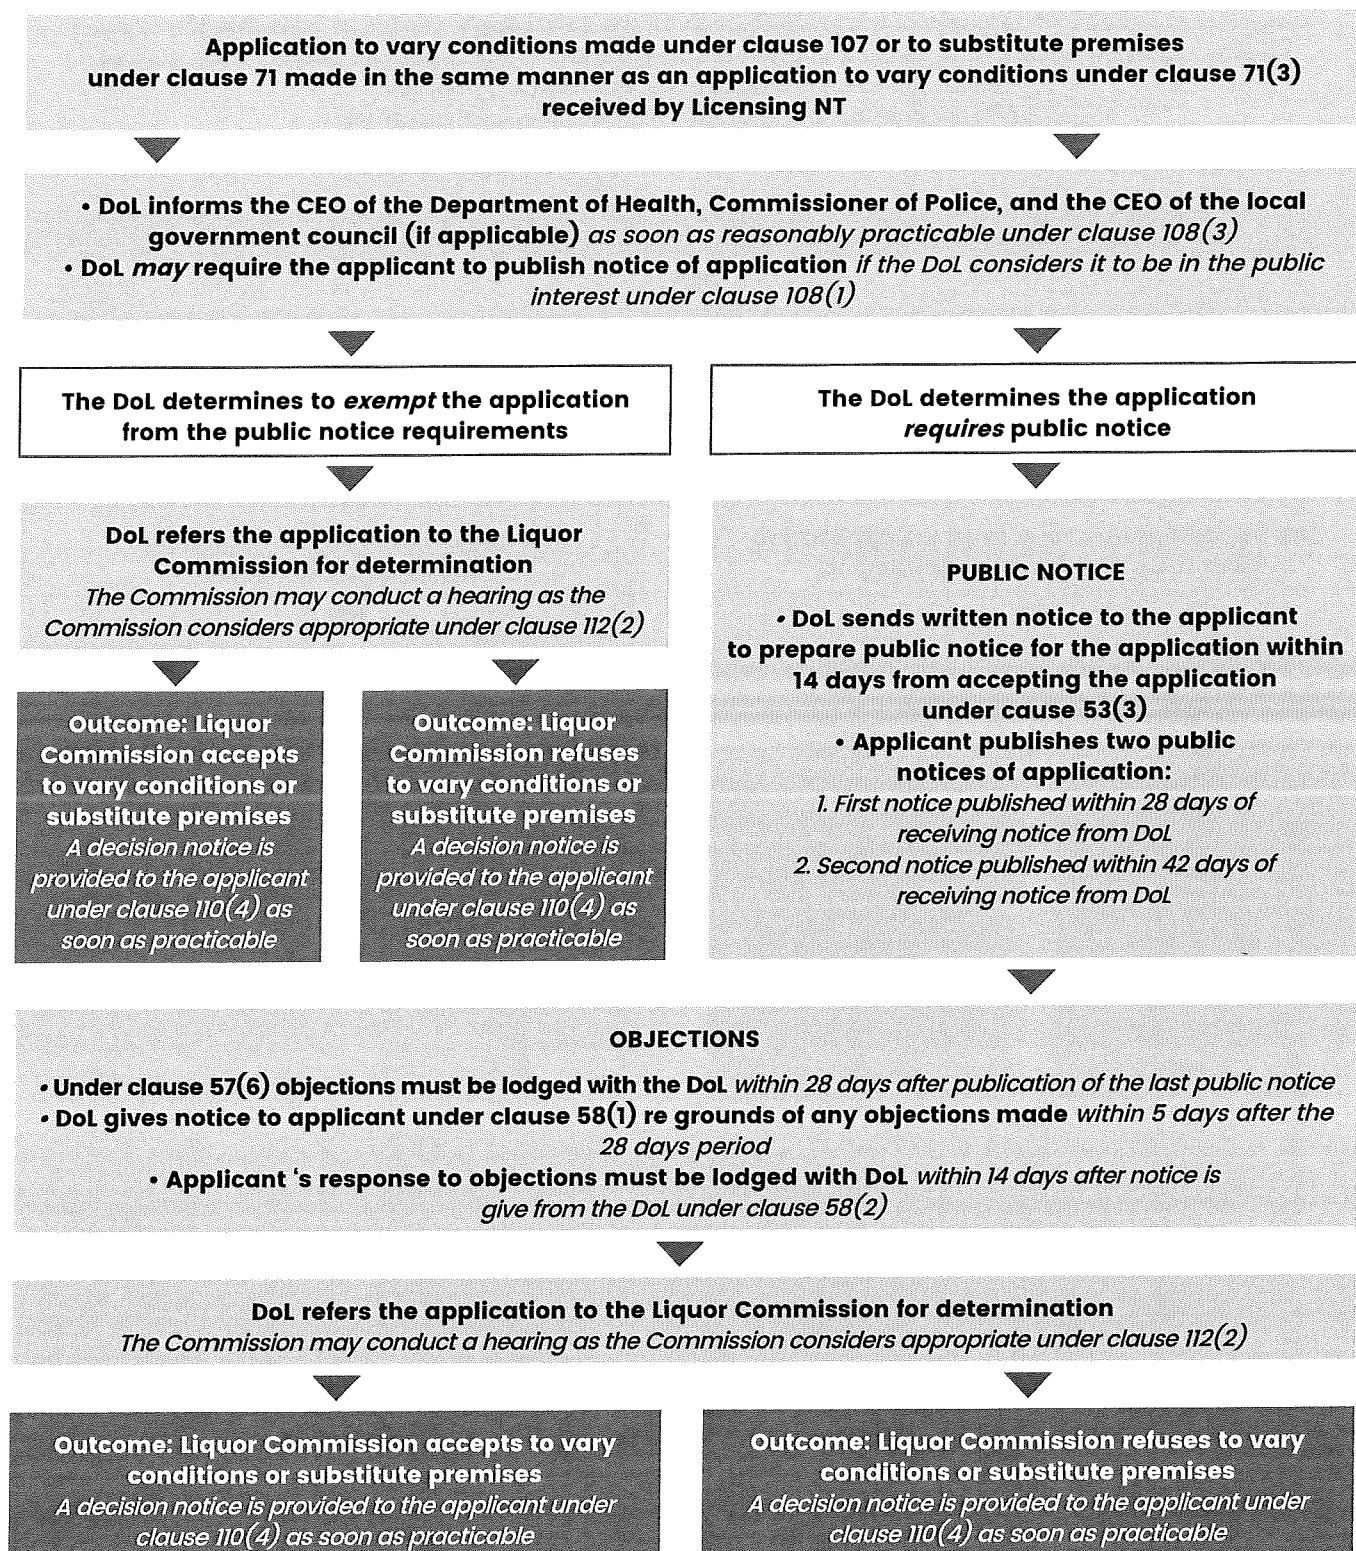 Application to vary conditions made under clause 107 or to substitute premises
under clause 71 made in the same manner as an application to vary conditions under clause 71(3)
received by Licensing NT
• DoL informs the CEO of the Department of Health, Commissioner of Police, and the CEO of the local
government council (if applicable) as soon as reasonably practicable under clause 108(3)
• DoL may require the applicant to publish notice of application if the DoL considers it to be in the public
interest under clause 108(1)
The DoL determines to exempt the application
from the public notice requirements
The DoL determines the application
requires public notice
DoL refers the application to the Liquor
Commission for determination
The Commission may conduct a hearing as the
Commission considers appropriate under clause 112(2)
Outcome: Liquor
Commission accepts
to vary conditions or
substitute premises
A decision notice is
provided to the applicant
under clause 110(4) as
soon as practicable
Outcome: Liquor
Commission refuses
to vary conditions or
substitute premises
A decision notice is
provided to the applicant
under clause 110(4) as
soon as practicable
PUBLIC NOTICE
• DoL sends written notice to the applicant
to prepare public notice for the application within
14 days from accepting the application
under cause 53(3)
• Applicant publishes two public
notices of application:
1. First notice published within 28 days of
receiving notice from DoL
2. Second notice published within 42 days of
receiving notice from DoL
OBJECTIONS
• Under clause 57(6) objections must be lodged with the DoL within 28 days after publication of the last public notice
• DoL gives notice to applicant under clause 58(1) re grounds of any objections made within 5 days after the
28 days period
• Applicant ‘s response to objections must be lodged with DoL within 14 days after notice is
give from the DoL under clause 58(2)
DoL refers the application to the Liquor Commission for determination
The Commission may conduct a hearing as the Commission considers appropriate under clause 112(2)
Outcome: Liquor Commission accepts to vary
conditions or substitute premises
A decision notice is provided to the applicant under
clause 110(4) as soon as practicable
Outcome: Liquor Commission refuses to vary
conditions or substitute premises
A decision notice is provided to the applicant under
clause 110(4) as soon as practicable